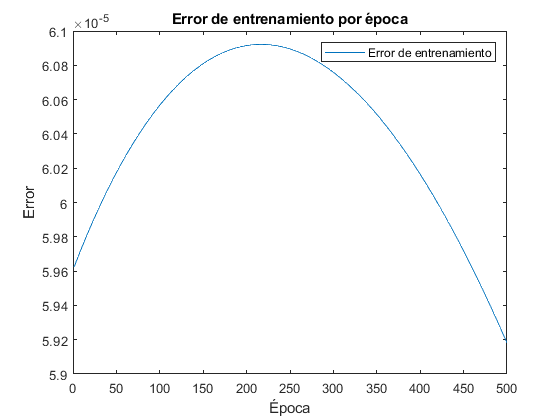 Error de entrenamiento por época
×10-5
Error de entrenamiento
6.1
6.08
6.06
6.04
6.02
6
5.98
5.96
5.94
5.92
5.9
Error
0 50 100 150 200 250 300 350 400 450 500
Época